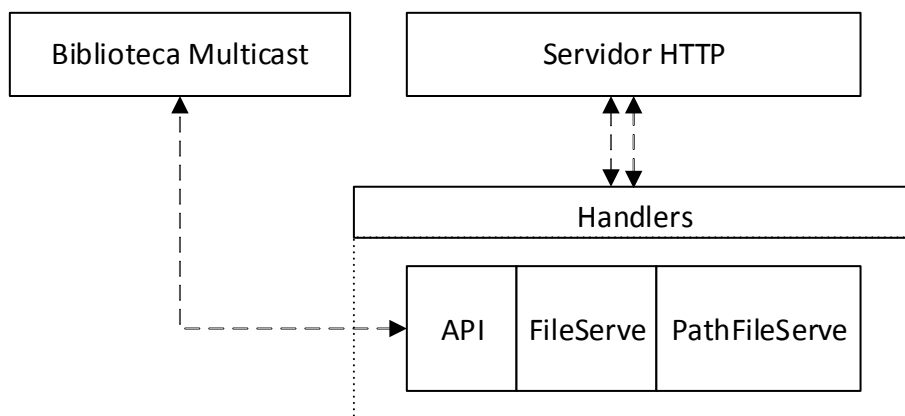 Biblioteca Multicast
Servidor HTTP
Handlers
API
FileServe
PathFileServe